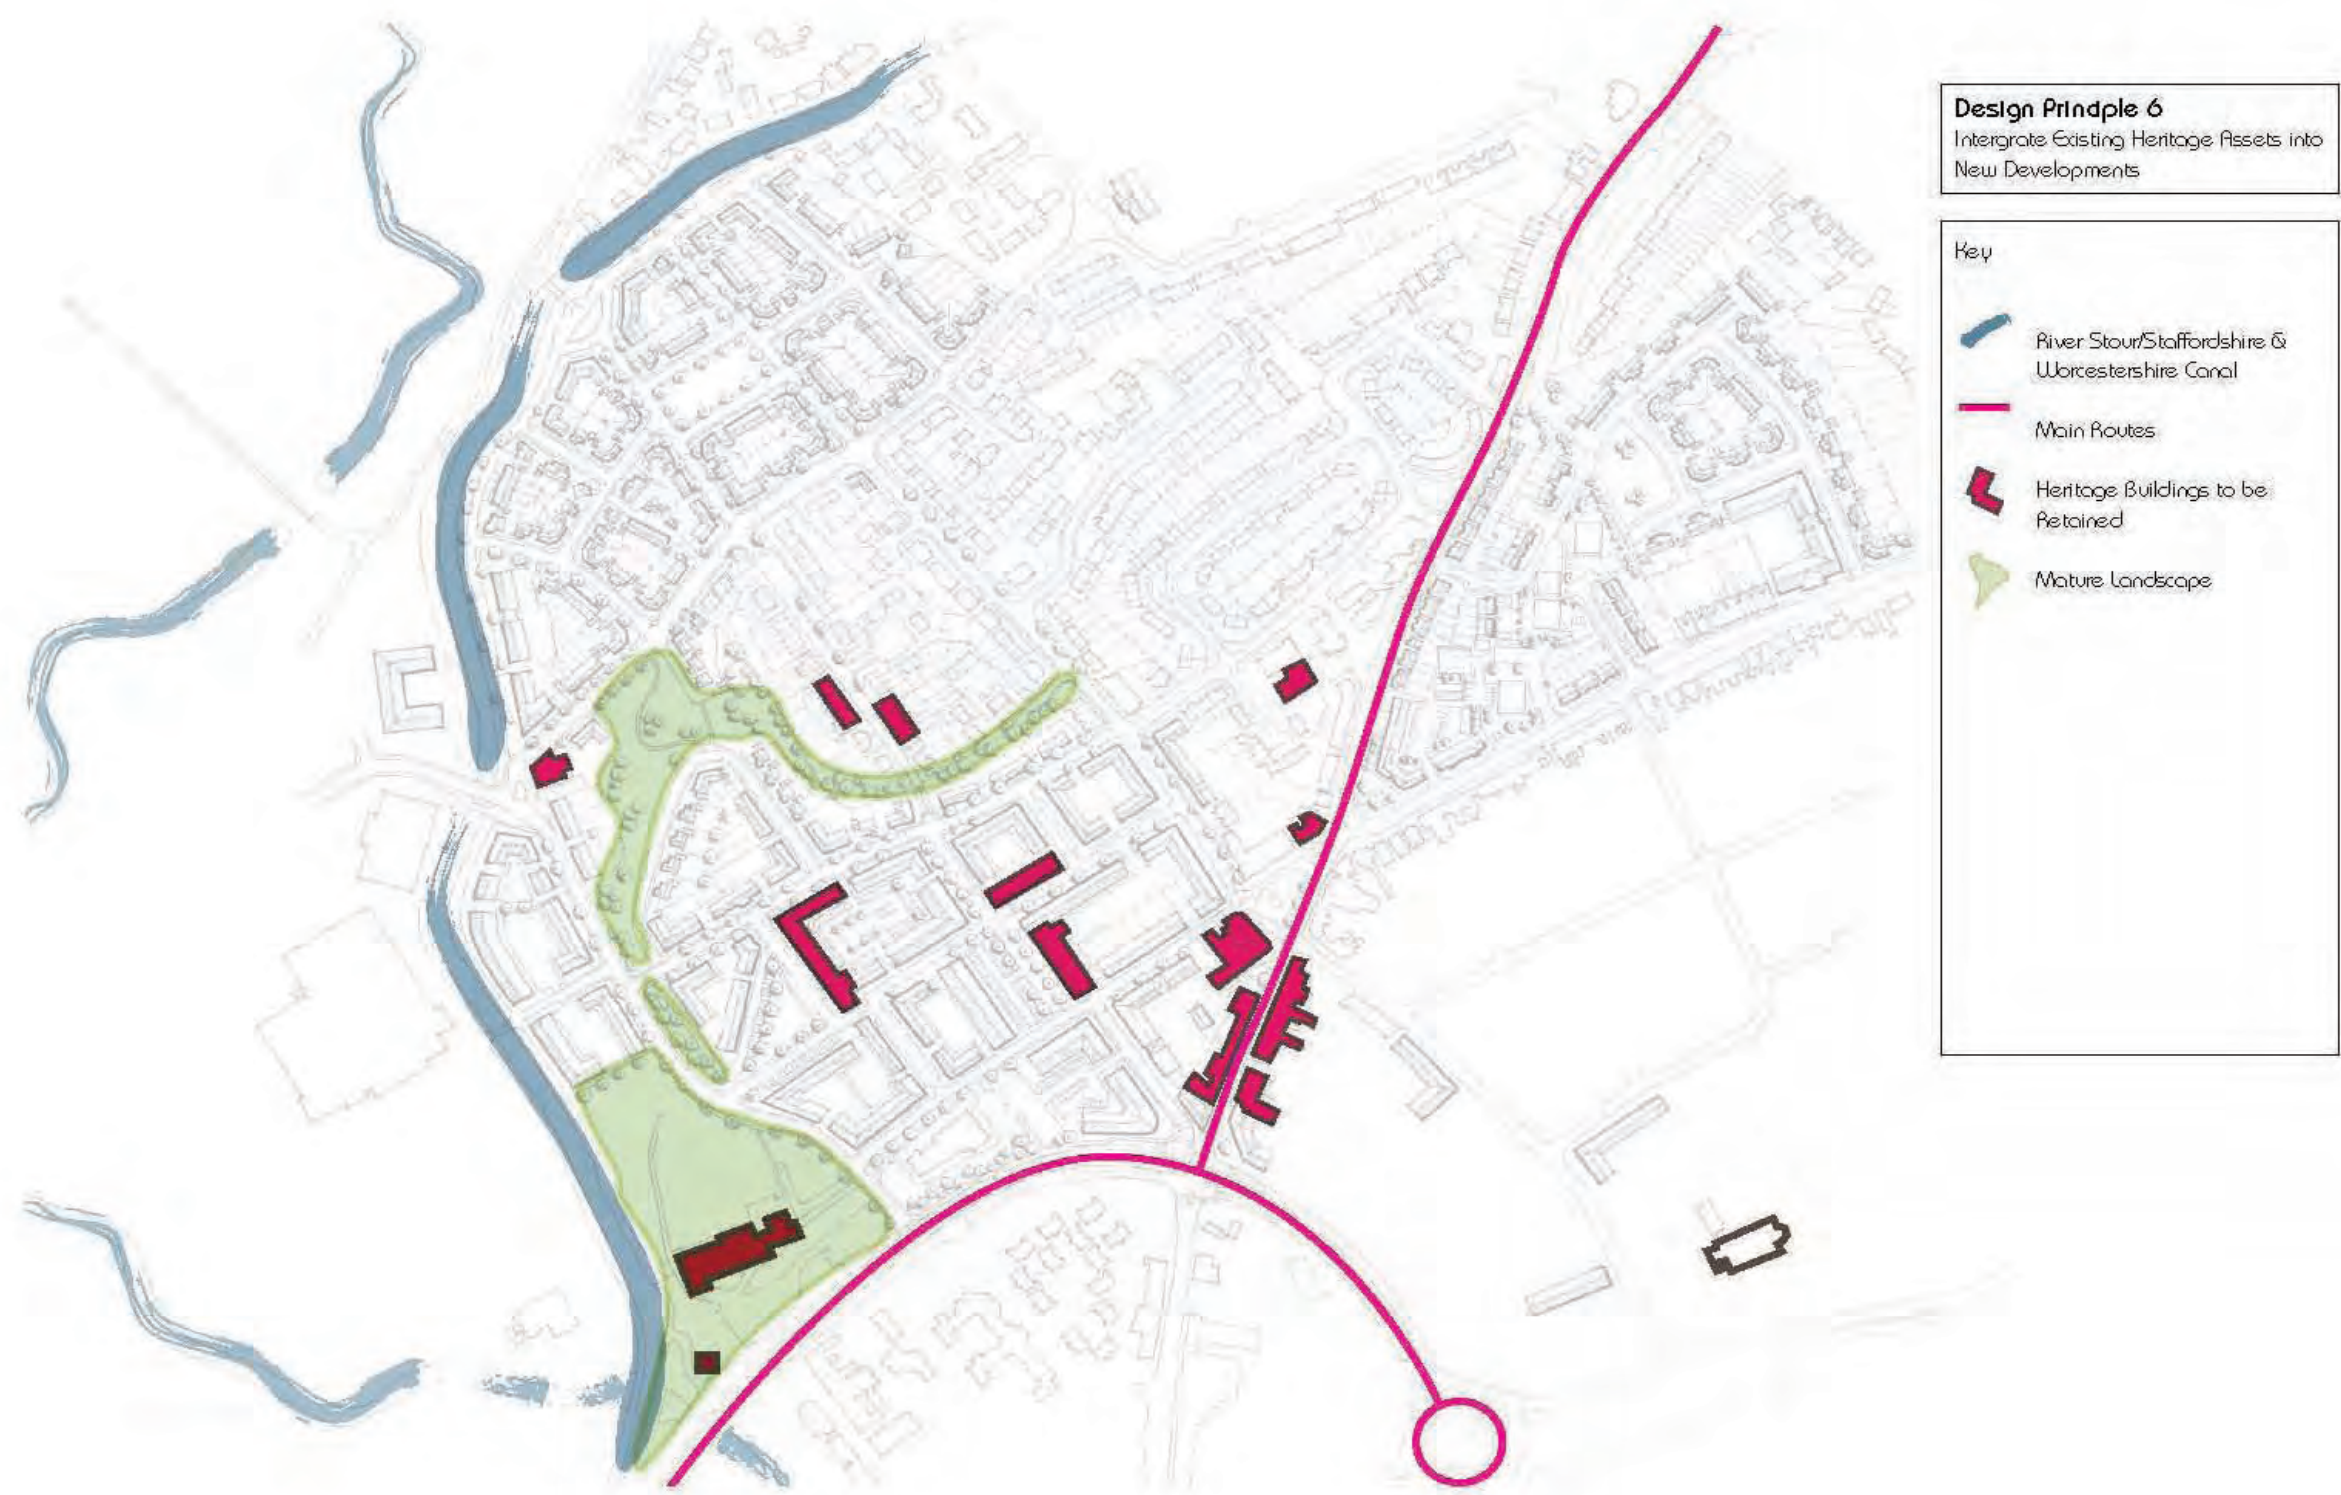 Design Principle 6
Intergrate Existing Heritage Assets into
New Developments
Key
River Stour/Staffordshire &
Worcestershire Canal
Main Routes
Heritage Buildings to be
Retained
Mature Landscape